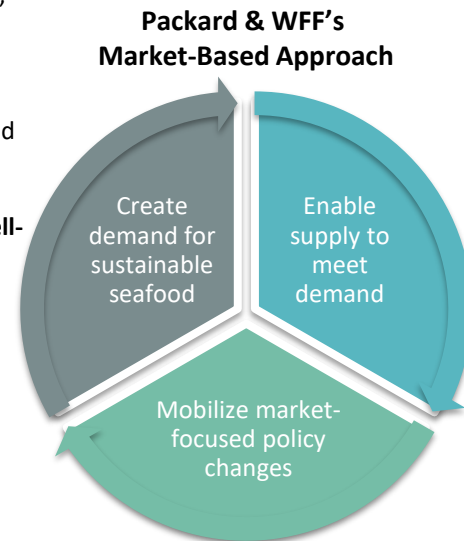 Packard & WFF's
Market-Based Approach
d
ell-
Create
demand for
sustainable
seafood
Enable
supply to
meet
demand
Mobilize market-
focused policy
changes